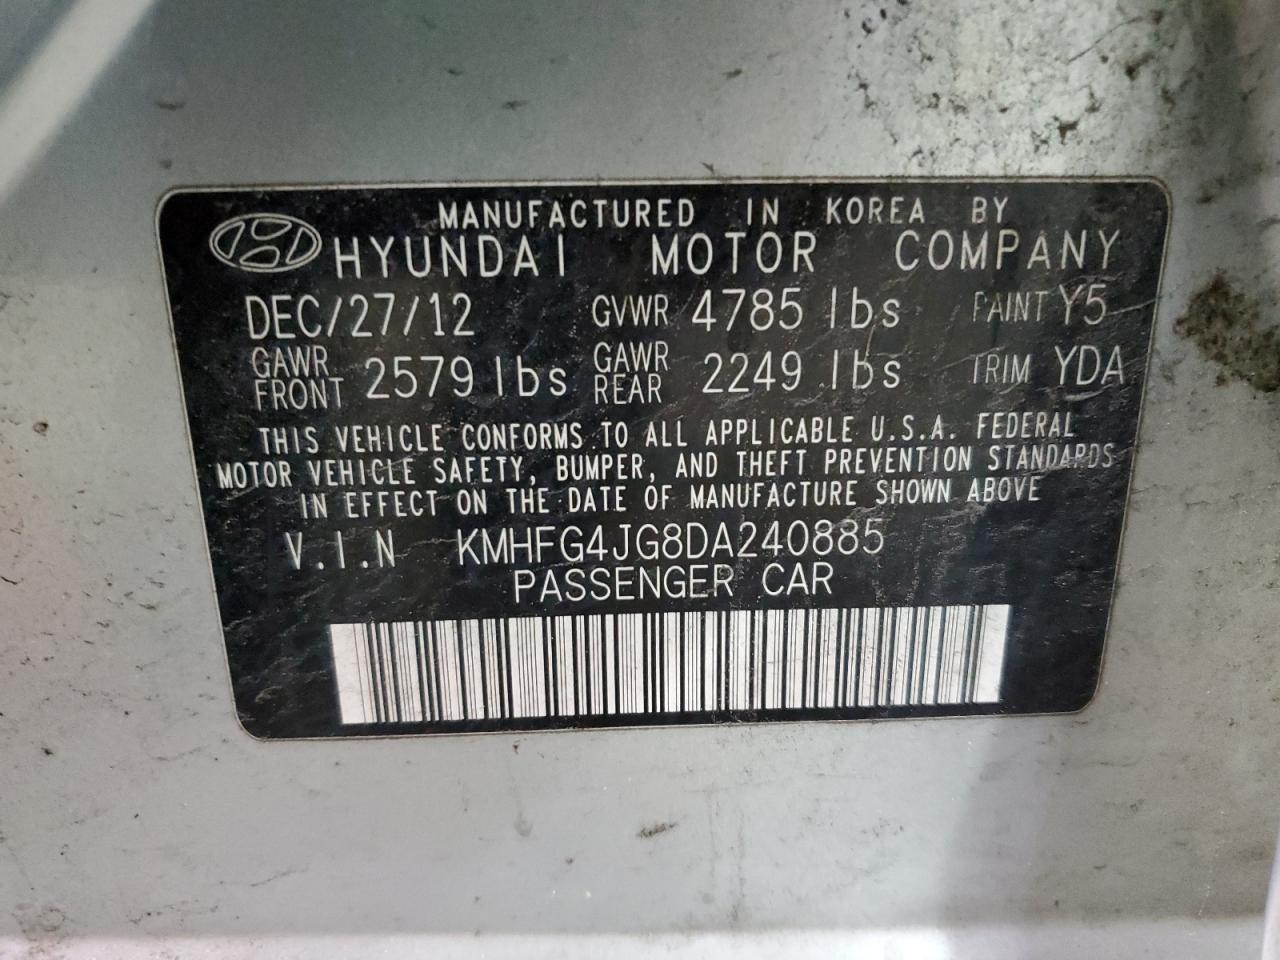 MANUFACTURED IN KOREA BY
HYUNDAI MOTOR COMPANY
DEC/27/12 GVWR 4785 lbs PAINT Y5
GAWR FRONT 2579 lbs GAWR REAR 2249 lbs TRIM YDA
THIS VEHICLE CONFORMS TO ALL APPLICABLE U.S.A. FEDERAL
MOTOR VEHICLE SAFETY, BUMPER, AND THEFT PREVENTION STANDARDS
IN EFFECT ON THE DATE OF MANUFACTURE SHOWN ABOVE
V.I.N KMHFG4JG8DA240885
PASSENGER CAR